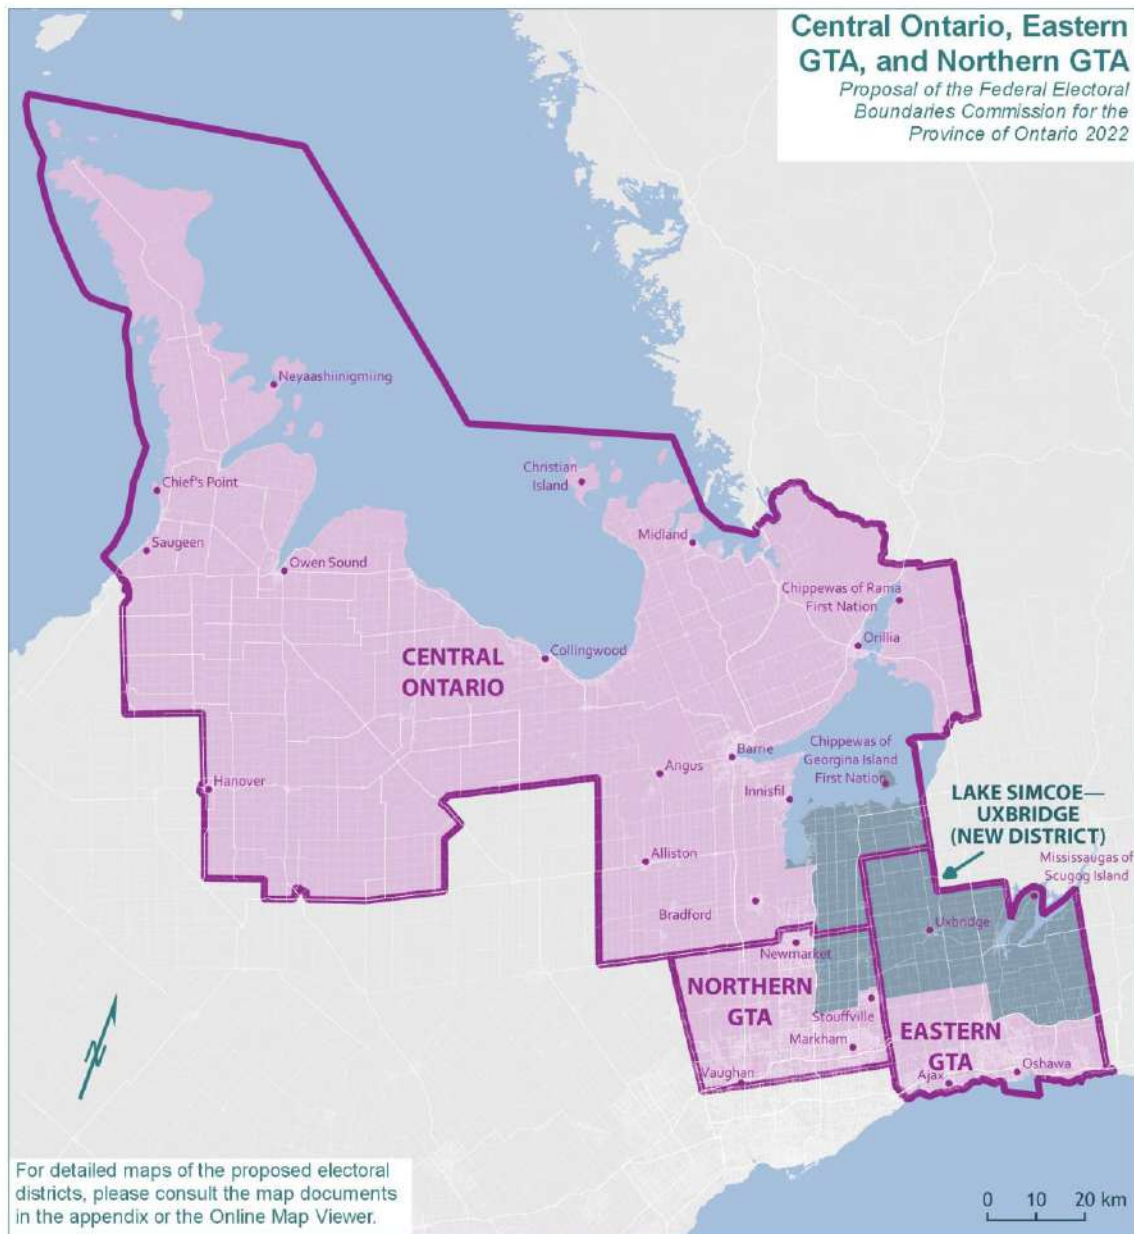 Central Ontario, Eastern
GTA, and Northern GTA
Proposal of the Federal Electoral
Boundaries Commission for the
Province of Ontario 2022
Neyaashiinigmiing
Christian
Island
Chief's Point
Midland
Saugeen
Owen Sound
Chippewas of Rama
First Nation
Orillia
CENTRAL
ONTARIO
Collingwood
Barrie
Chippewas of
Georgina Island
First Nation
Angus
Hanover
Innisfil
LAKE SIMCOE—
UXBRIDGE
(NEW DISTRICT)
Alliston
Mississaugas of
Scugog Island
Bradford
Uxbridge
Newmarket
NORTHERN
GTA
Stouffville
Markham
EASTERN
GTA
Vaughan
Ajax
Oshawa
N
For detailed maps of the proposed electoral
districts, please consult the map documents
in the appendix or the Online Map Viewer.
0 10 20 km